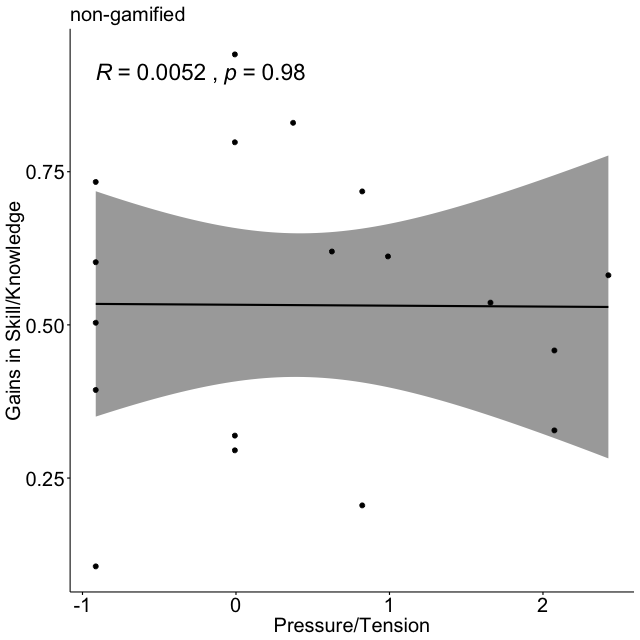 non-gamified
R = 0.0052 , p = 0.98
Gains in Skill/Knowledge
0.75
0.50
0.25
-1 0 1 2
Pressure/Tension